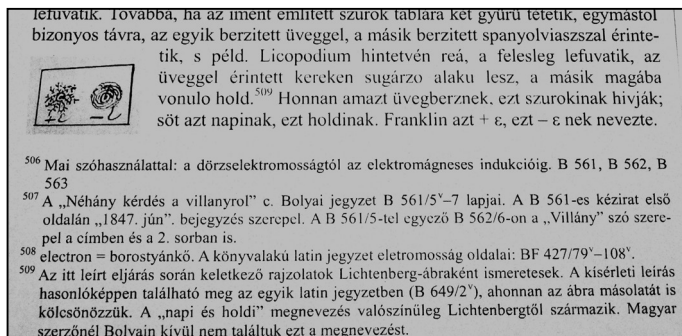 lefuvatik. Továbbá, ha az imént említett szurok táblára két gyűrű tétetik, egymástol
bizonyos távra, az egyik berzitett üveggel, a másik berzitett spanyolviaszszal érinte-
tik, s péld. Licopodium hintetvén reá, a felesleg lefuvatik, az
üveggel érintett kereken sugárzo alaku lesz, a másik magába
vonulo hold.⁵⁰⁹ Honnan amazt üvegberznek, ezt szurokinak hivják;
söt azt napinak, ezt holdinak. Franklin azt + ε, ezt – ε nek nevezte.
⁵⁰⁶ Mai szóhasználattal: a dörzselektromosságtól az elektromágneses indukcióig. B 561, B 562, B
563
⁵⁰⁷ A „Néhány kérdés a villanyrol” c. Bolyai jegyzet B 561/5ᵛ–7 lapjai. A B 561-es kézirat első
oldalán „1847. jún”. bejegyzés szerepel. A B 561/5-tel egyező B 562/6-on a „Villány” szó szere-
pel a címben és a 2. sorban is.
⁵⁰⁸ electron = borostyánkő. A könyvalakú latin jegyzet eletromosság oldalai: BF 427/79ᵛ–108ᵛ.
⁵⁰⁹ Az itt leírt eljárás során keletkező rajzolatok Lichtenberg-ábraként ismeretesek. A kísérleti leírás
hasonlóképpen található meg az egyik latin jegyzetben (B 649/2ᵛ), ahonnan az ábra másolatát is
kölcsönözzük. A „napi és holdi” megnevezés valószínűleg Lichtenbergtől származik. Magyar
szerzőnél Bolyain kívül nem találtuk ezt a megnevezést.